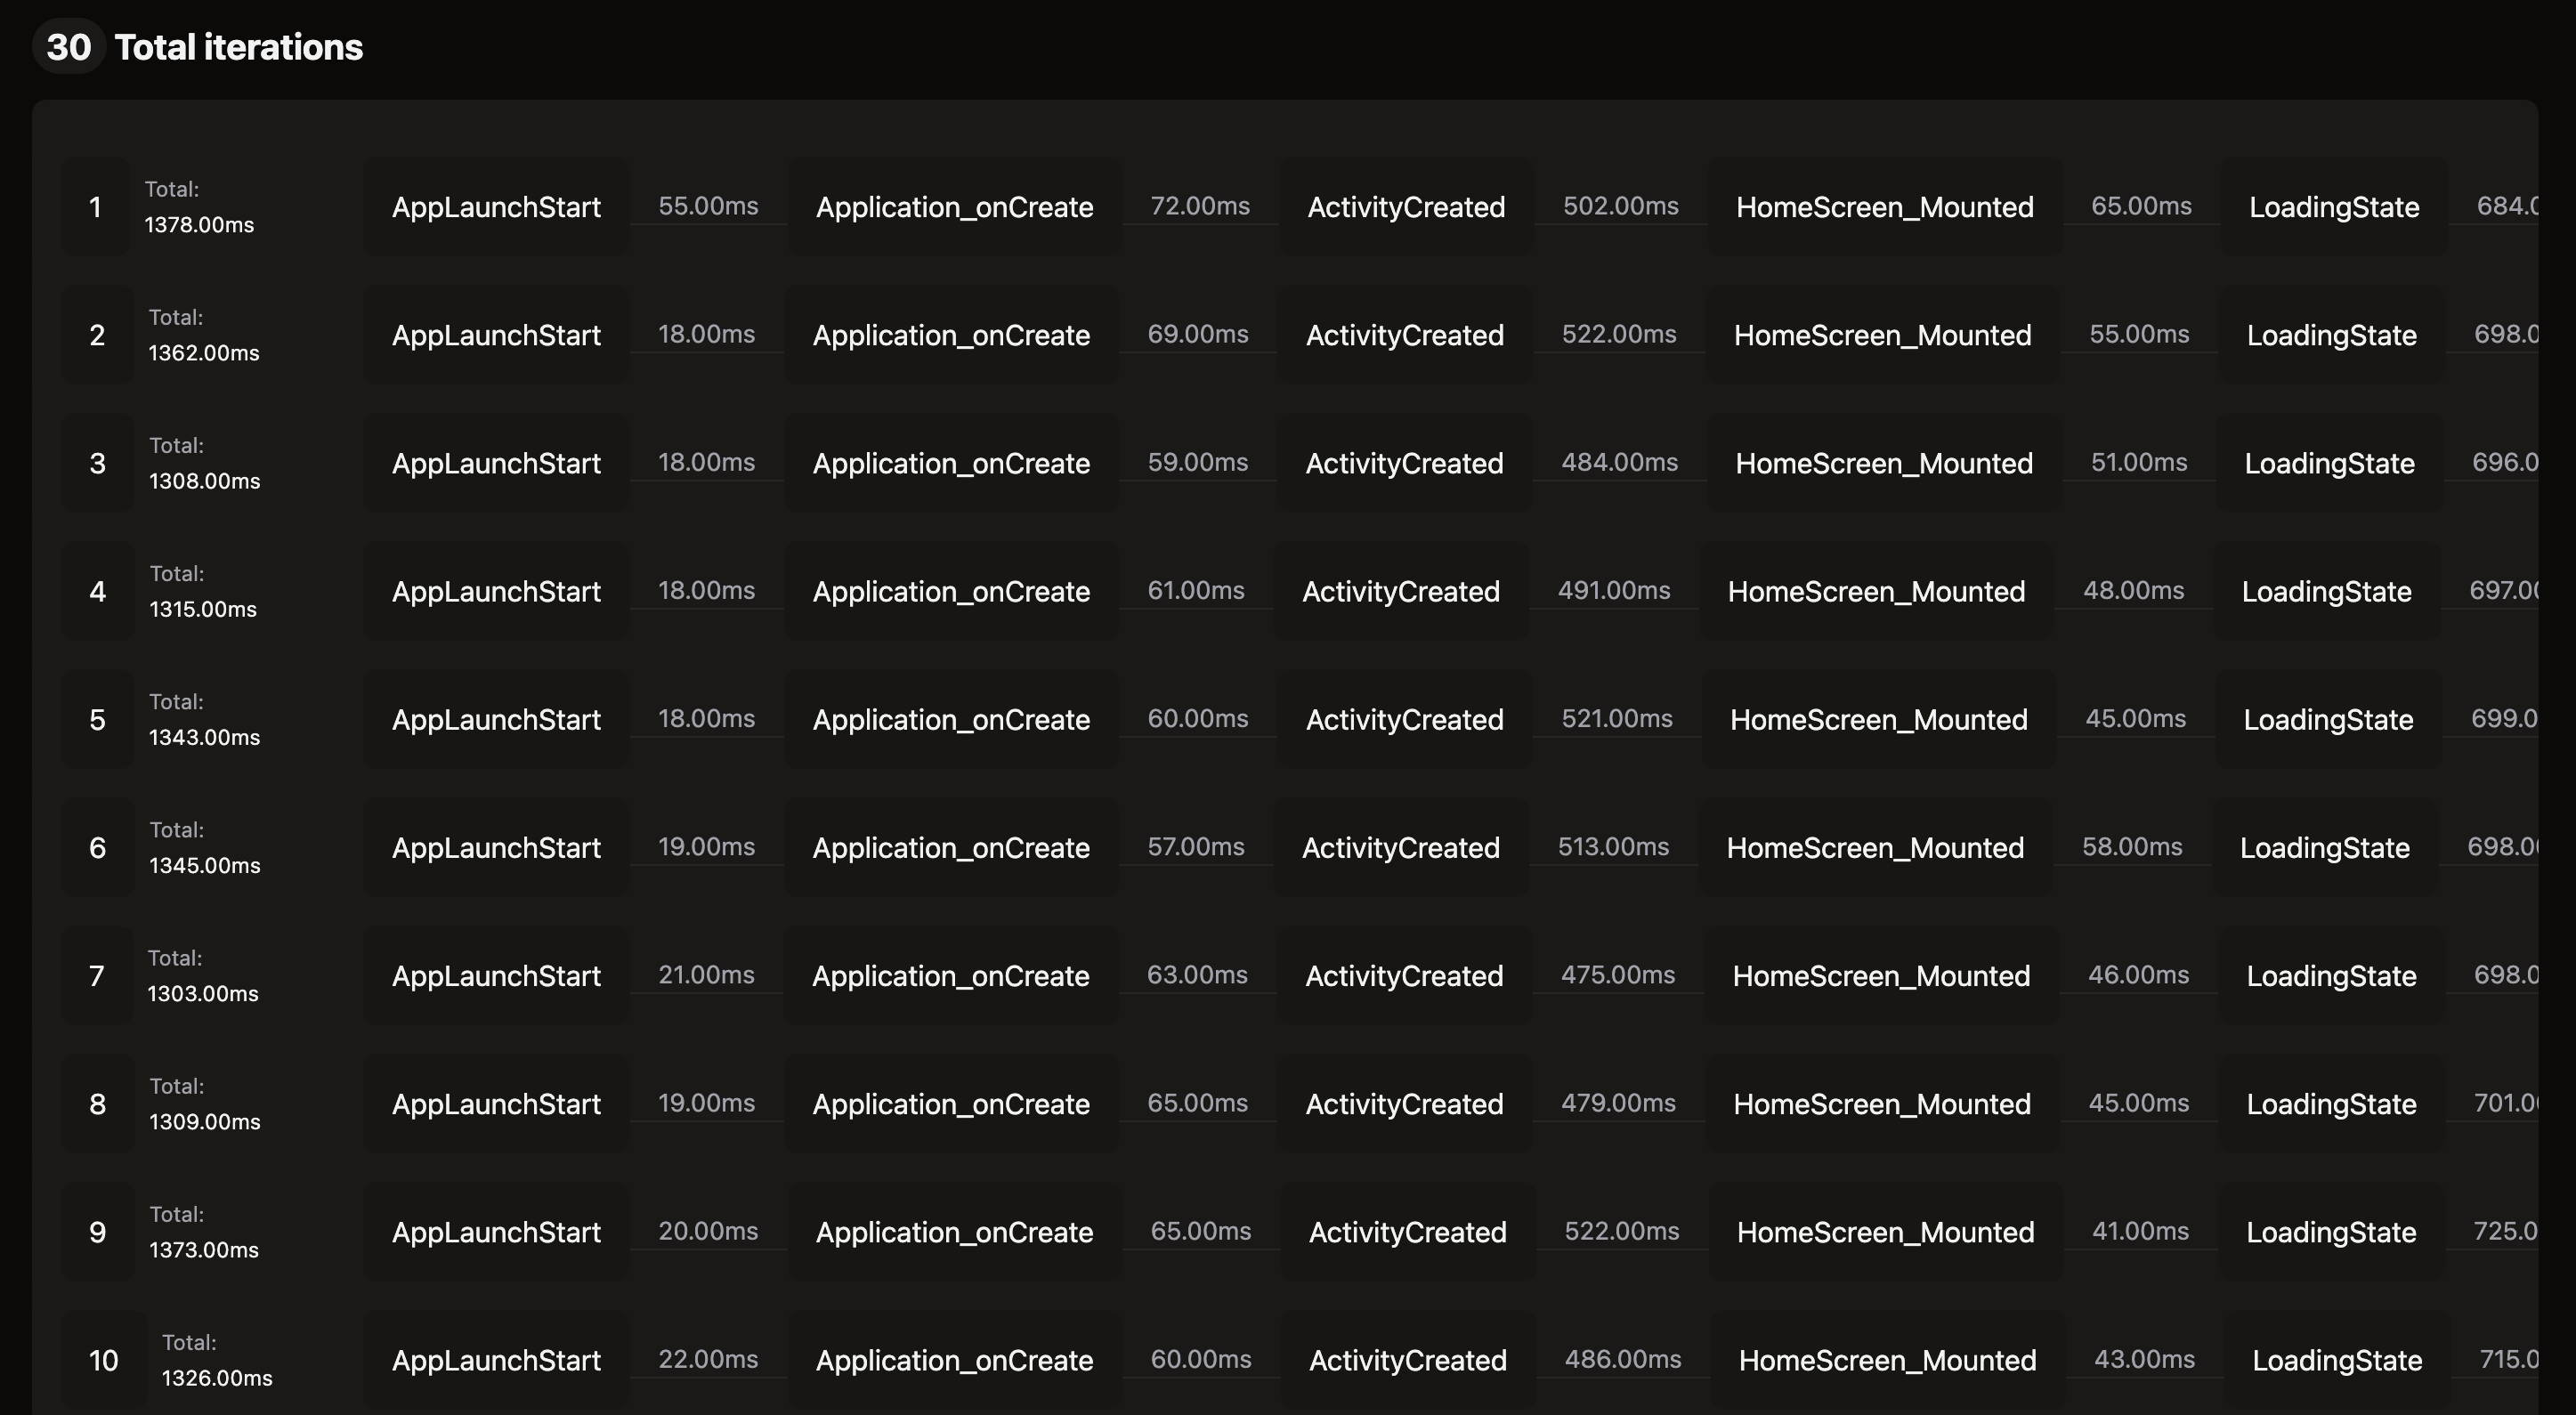 30 Total iterations
1 Total: AppLaunchStart 55.00ms Application_onCreate 72.00ms ActivityCreated 502.00ms HomeScreen_Mounted 65.00ms LoadingState 684.0
1378.00ms
2 Total: AppLaunchStart 18.00ms Application_onCreate 69.00ms ActivityCreated 522.00ms HomeScreen_Mounted 55.00ms LoadingState 698.0
1362.00ms
3 Total: AppLaunchStart 18.00ms Application_onCreate 59.00ms ActivityCreated 484.00ms HomeScreen_Mounted 51.00ms LoadingState 696.0
1308.00ms
4 Total: AppLaunchStart 18.00ms Application_onCreate 61.00ms ActivityCreated 491.00ms HomeScreen_Mounted 48.00ms LoadingState 697.00
1315.00ms
5 Total: AppLaunchStart 18.00ms Application_onCreate 60.00ms ActivityCreated 521.00ms HomeScreen_Mounted 45.00ms LoadingState 699.0
1343.00ms
6 Total: AppLaunchStart 19.00ms Application_onCreate 57.00ms ActivityCreated 513.00ms HomeScreen_Mounted 58.00ms LoadingState 698.0
1345.00ms
7 Total: AppLaunchStart 21.00ms Application_onCreate 63.00ms ActivityCreated 475.00ms HomeScreen_Mounted 46.00ms LoadingState 698.0
1303.00ms
8 Total: AppLaunchStart 19.00ms Application_onCreate 65.00ms ActivityCreated 479.00ms HomeScreen_Mounted 45.00ms LoadingState 701.0
1309.00ms
9 Total: AppLaunchStart 20.00ms Application_onCreate 65.00ms ActivityCreated 522.00ms HomeScreen_Mounted 41.00ms LoadingState 725.0
1373.00ms
10 Total: AppLaunchStart 22.00ms Application_onCreate 60.00ms ActivityCreated 486.00ms HomeScreen_Mounted 43.00ms LoadingState 715.0
1326.00ms